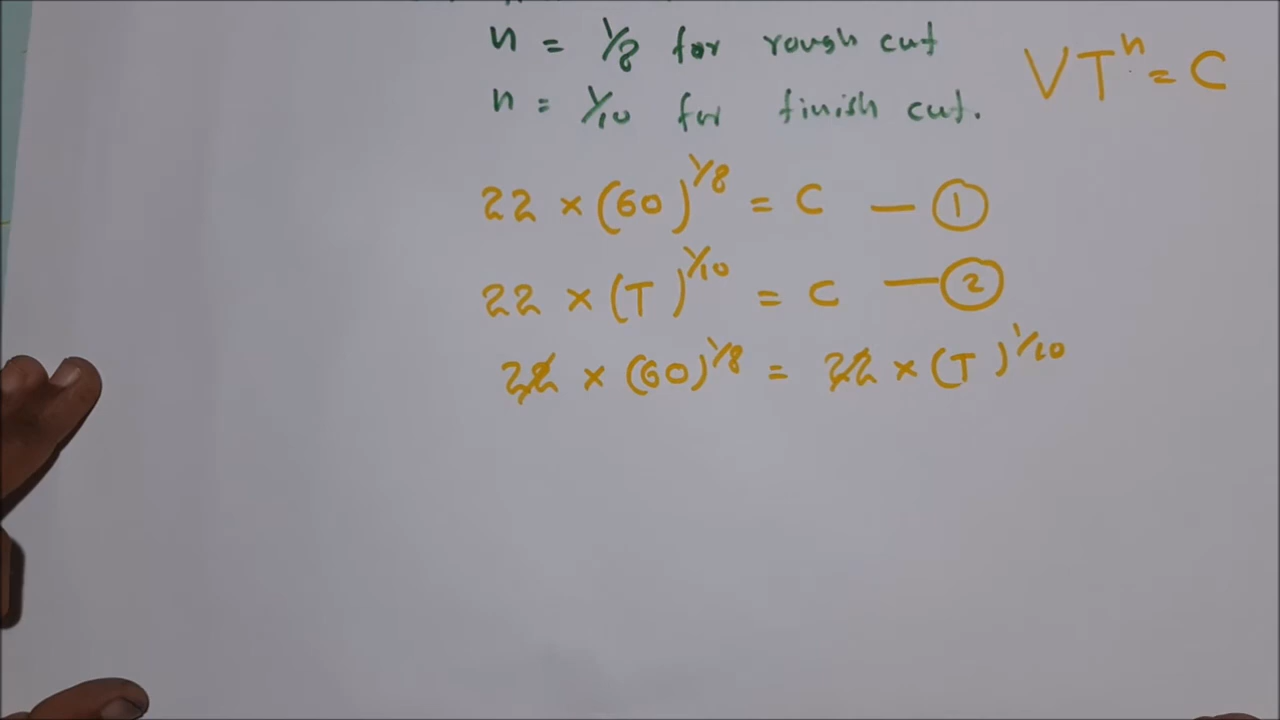 n = 1/8 for rough cut
n = 1/10 for finish cut.
VTⁿ = C
22 × (60)^1/8 = C — ①
22 × (T)^1/10 = C — ②
22 × (60)^1/8 = 22 × (T)^1/10